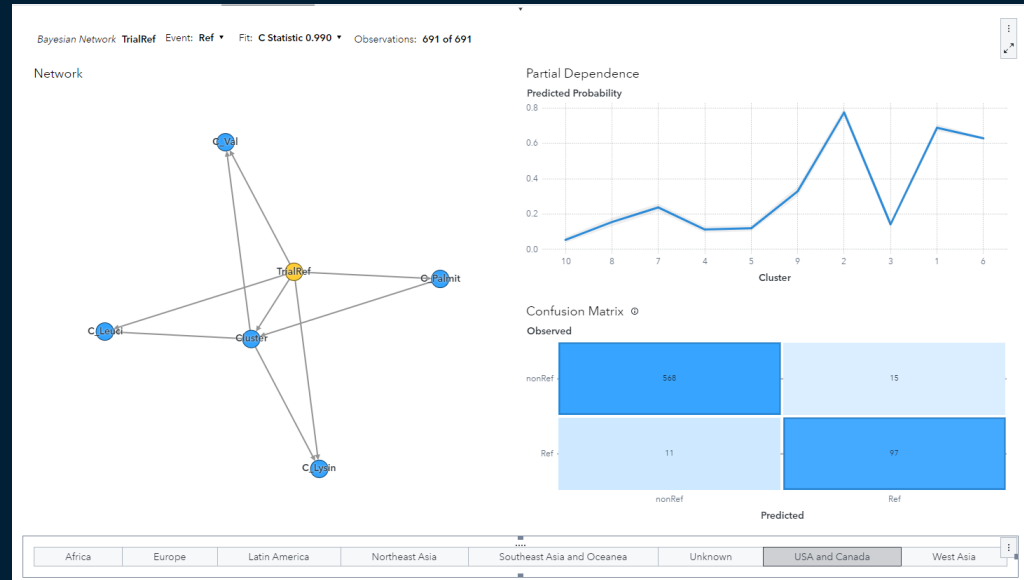 Bayesian Network TrialRef Event: Ref Fit: C Statistic 0.990 Observations: 691 of 691
Network
C_Val
TrialRef
C_Palmit
C_Leuci
Cluster
C_Lysin
Partial Dependence
Predicted Probability
0.8
0.6
0.4
0.2
0.0
10 8 7 4 5 9 2 3 1 6
Cluster
Confusion Matrix
Observed
nonRef 568 15
Ref 11 97
nonRef Ref
Predicted
Africa Europe Latin America Northeast Asia Southeast Asia and Oceanea Unknown USA and Canada West Asia